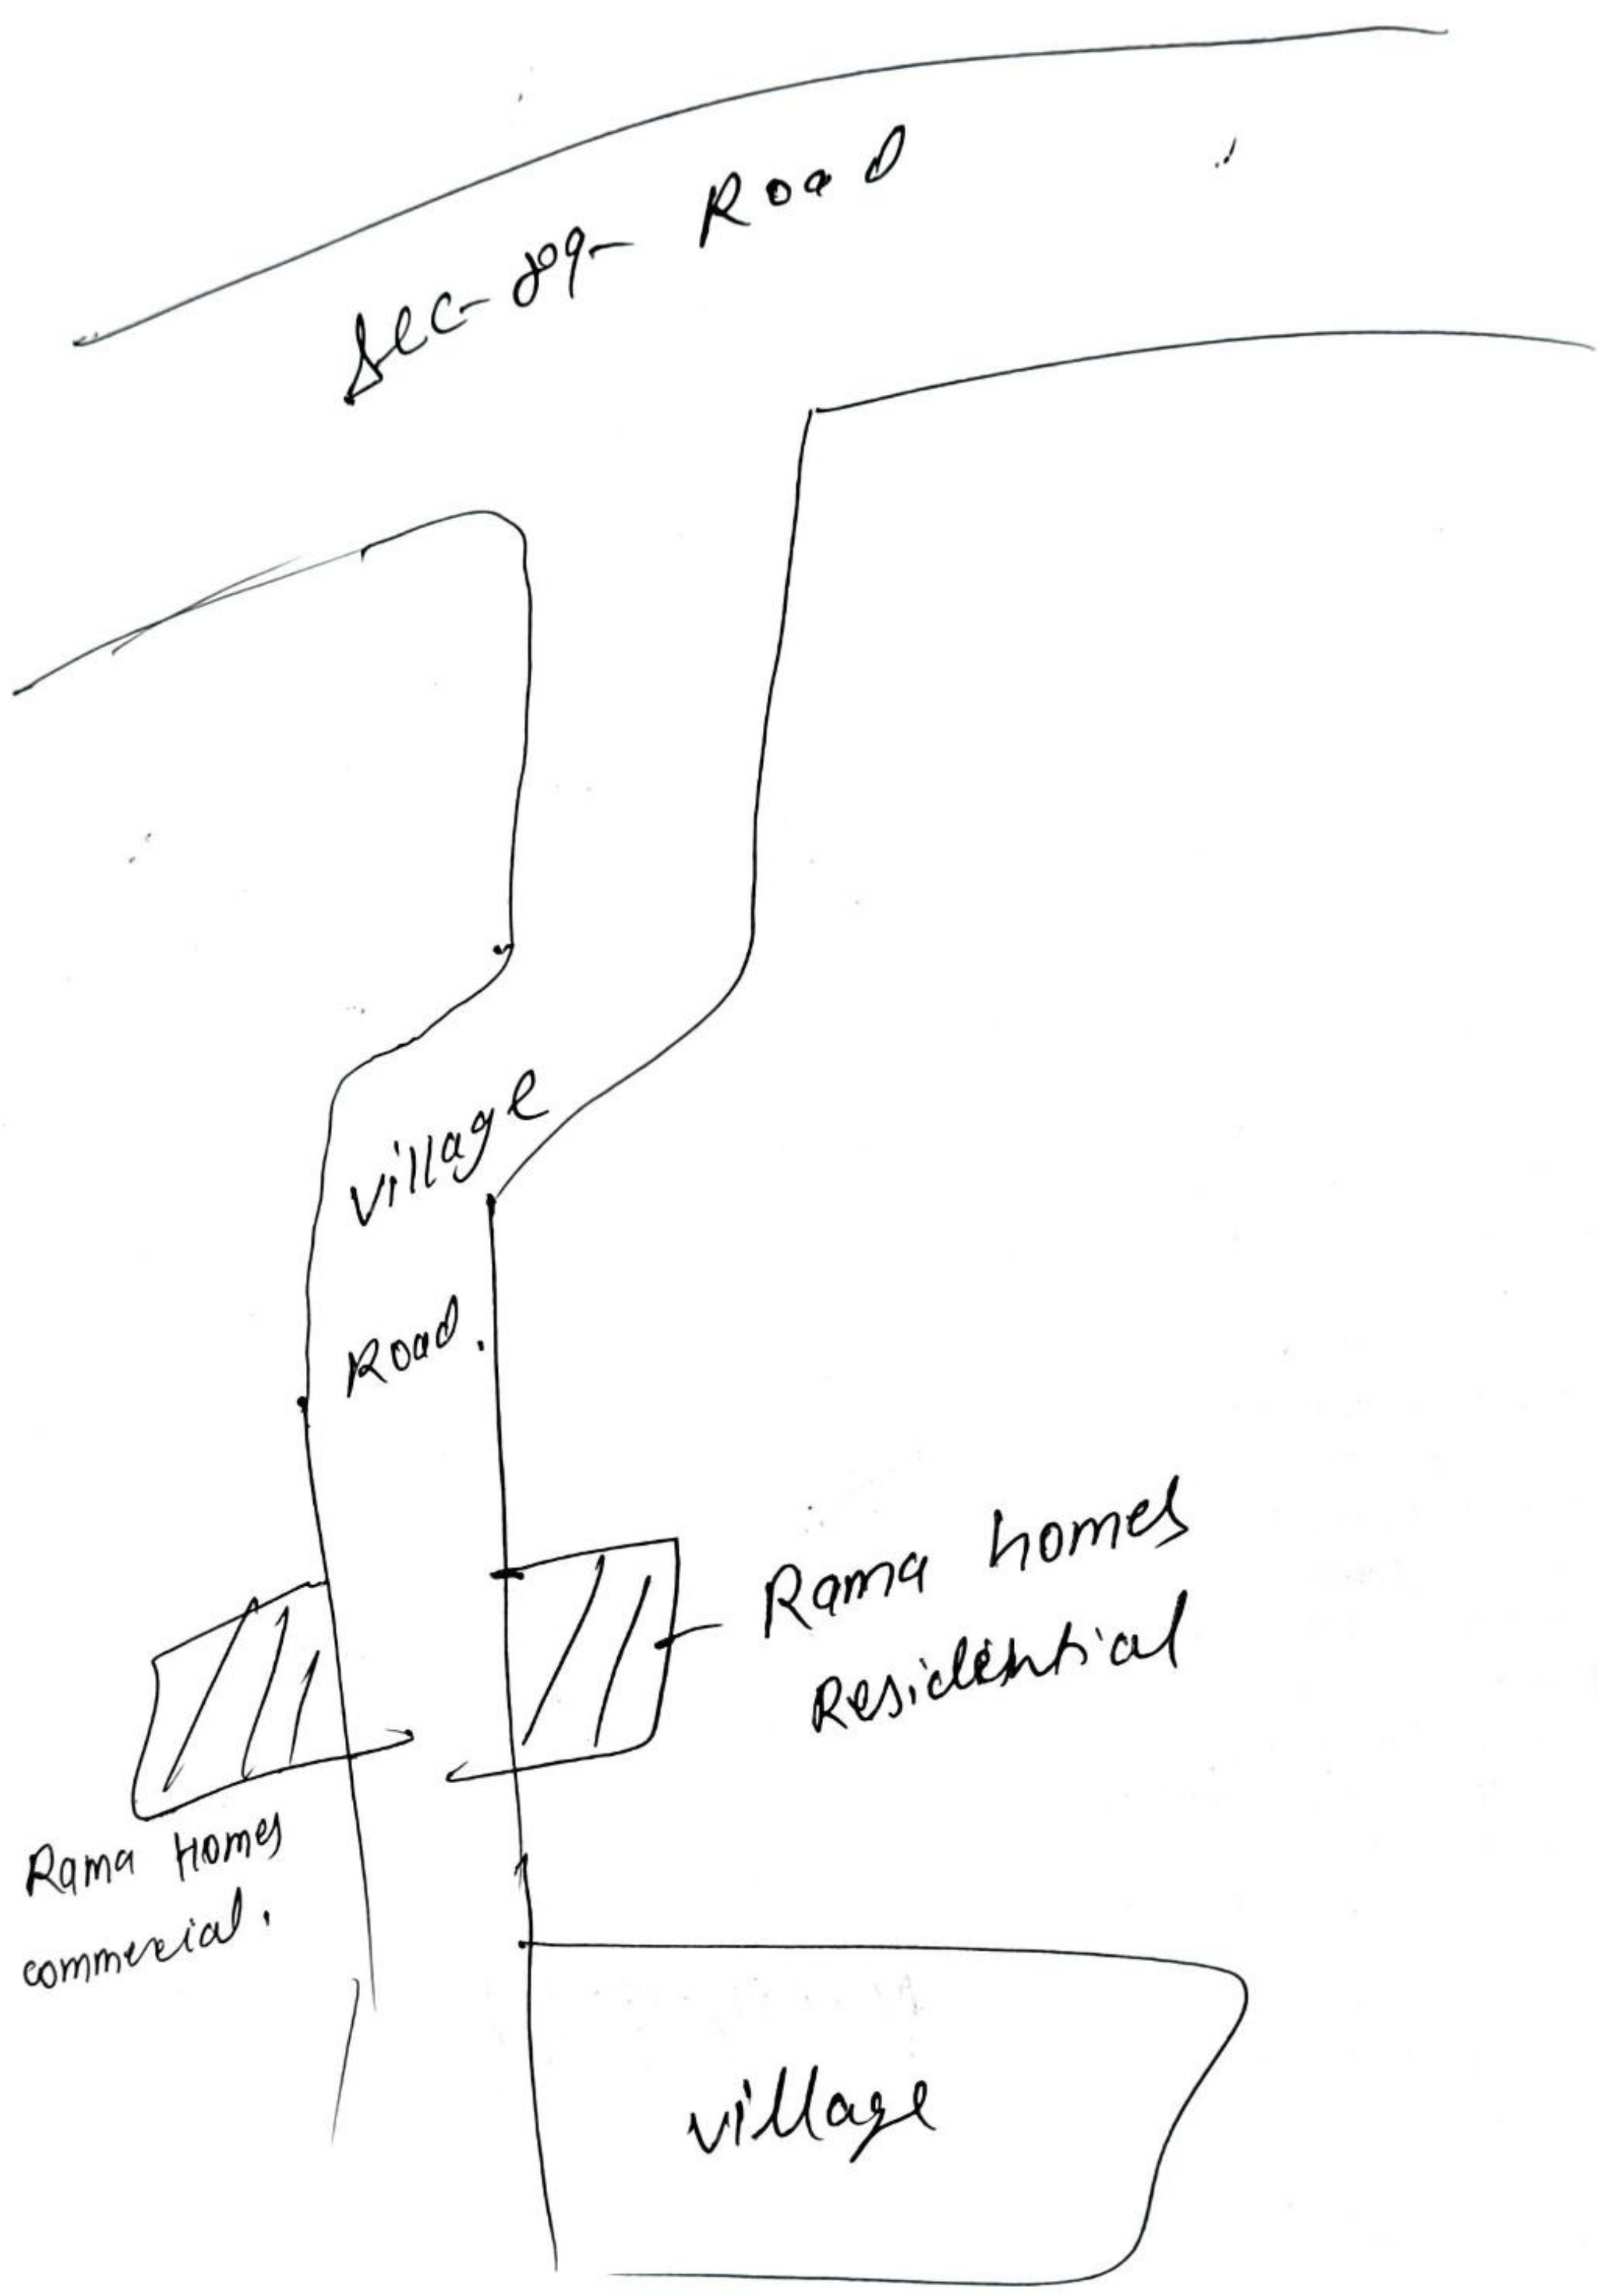 Sec-89- Road
village
Road.
Rama homes
Residential
Rama Homes
commercial.
village